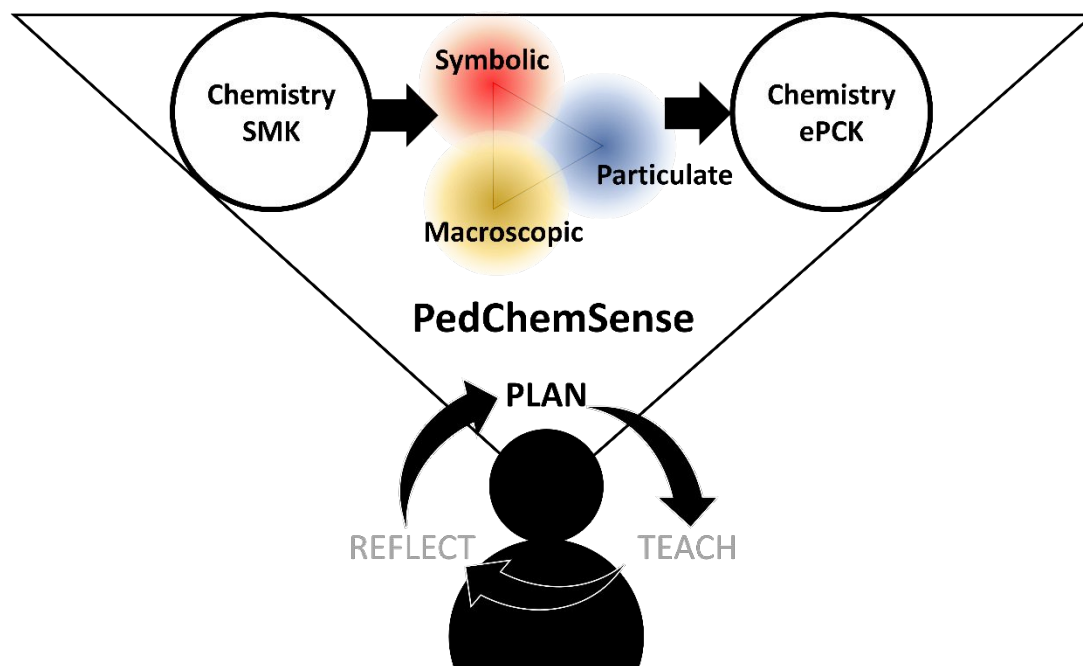 Chemistry
SMK
Symbolic
Particulate
Macroscopic
Chemistry
ePCK
PedChemSense
PLAN
REFLECT
TEACH